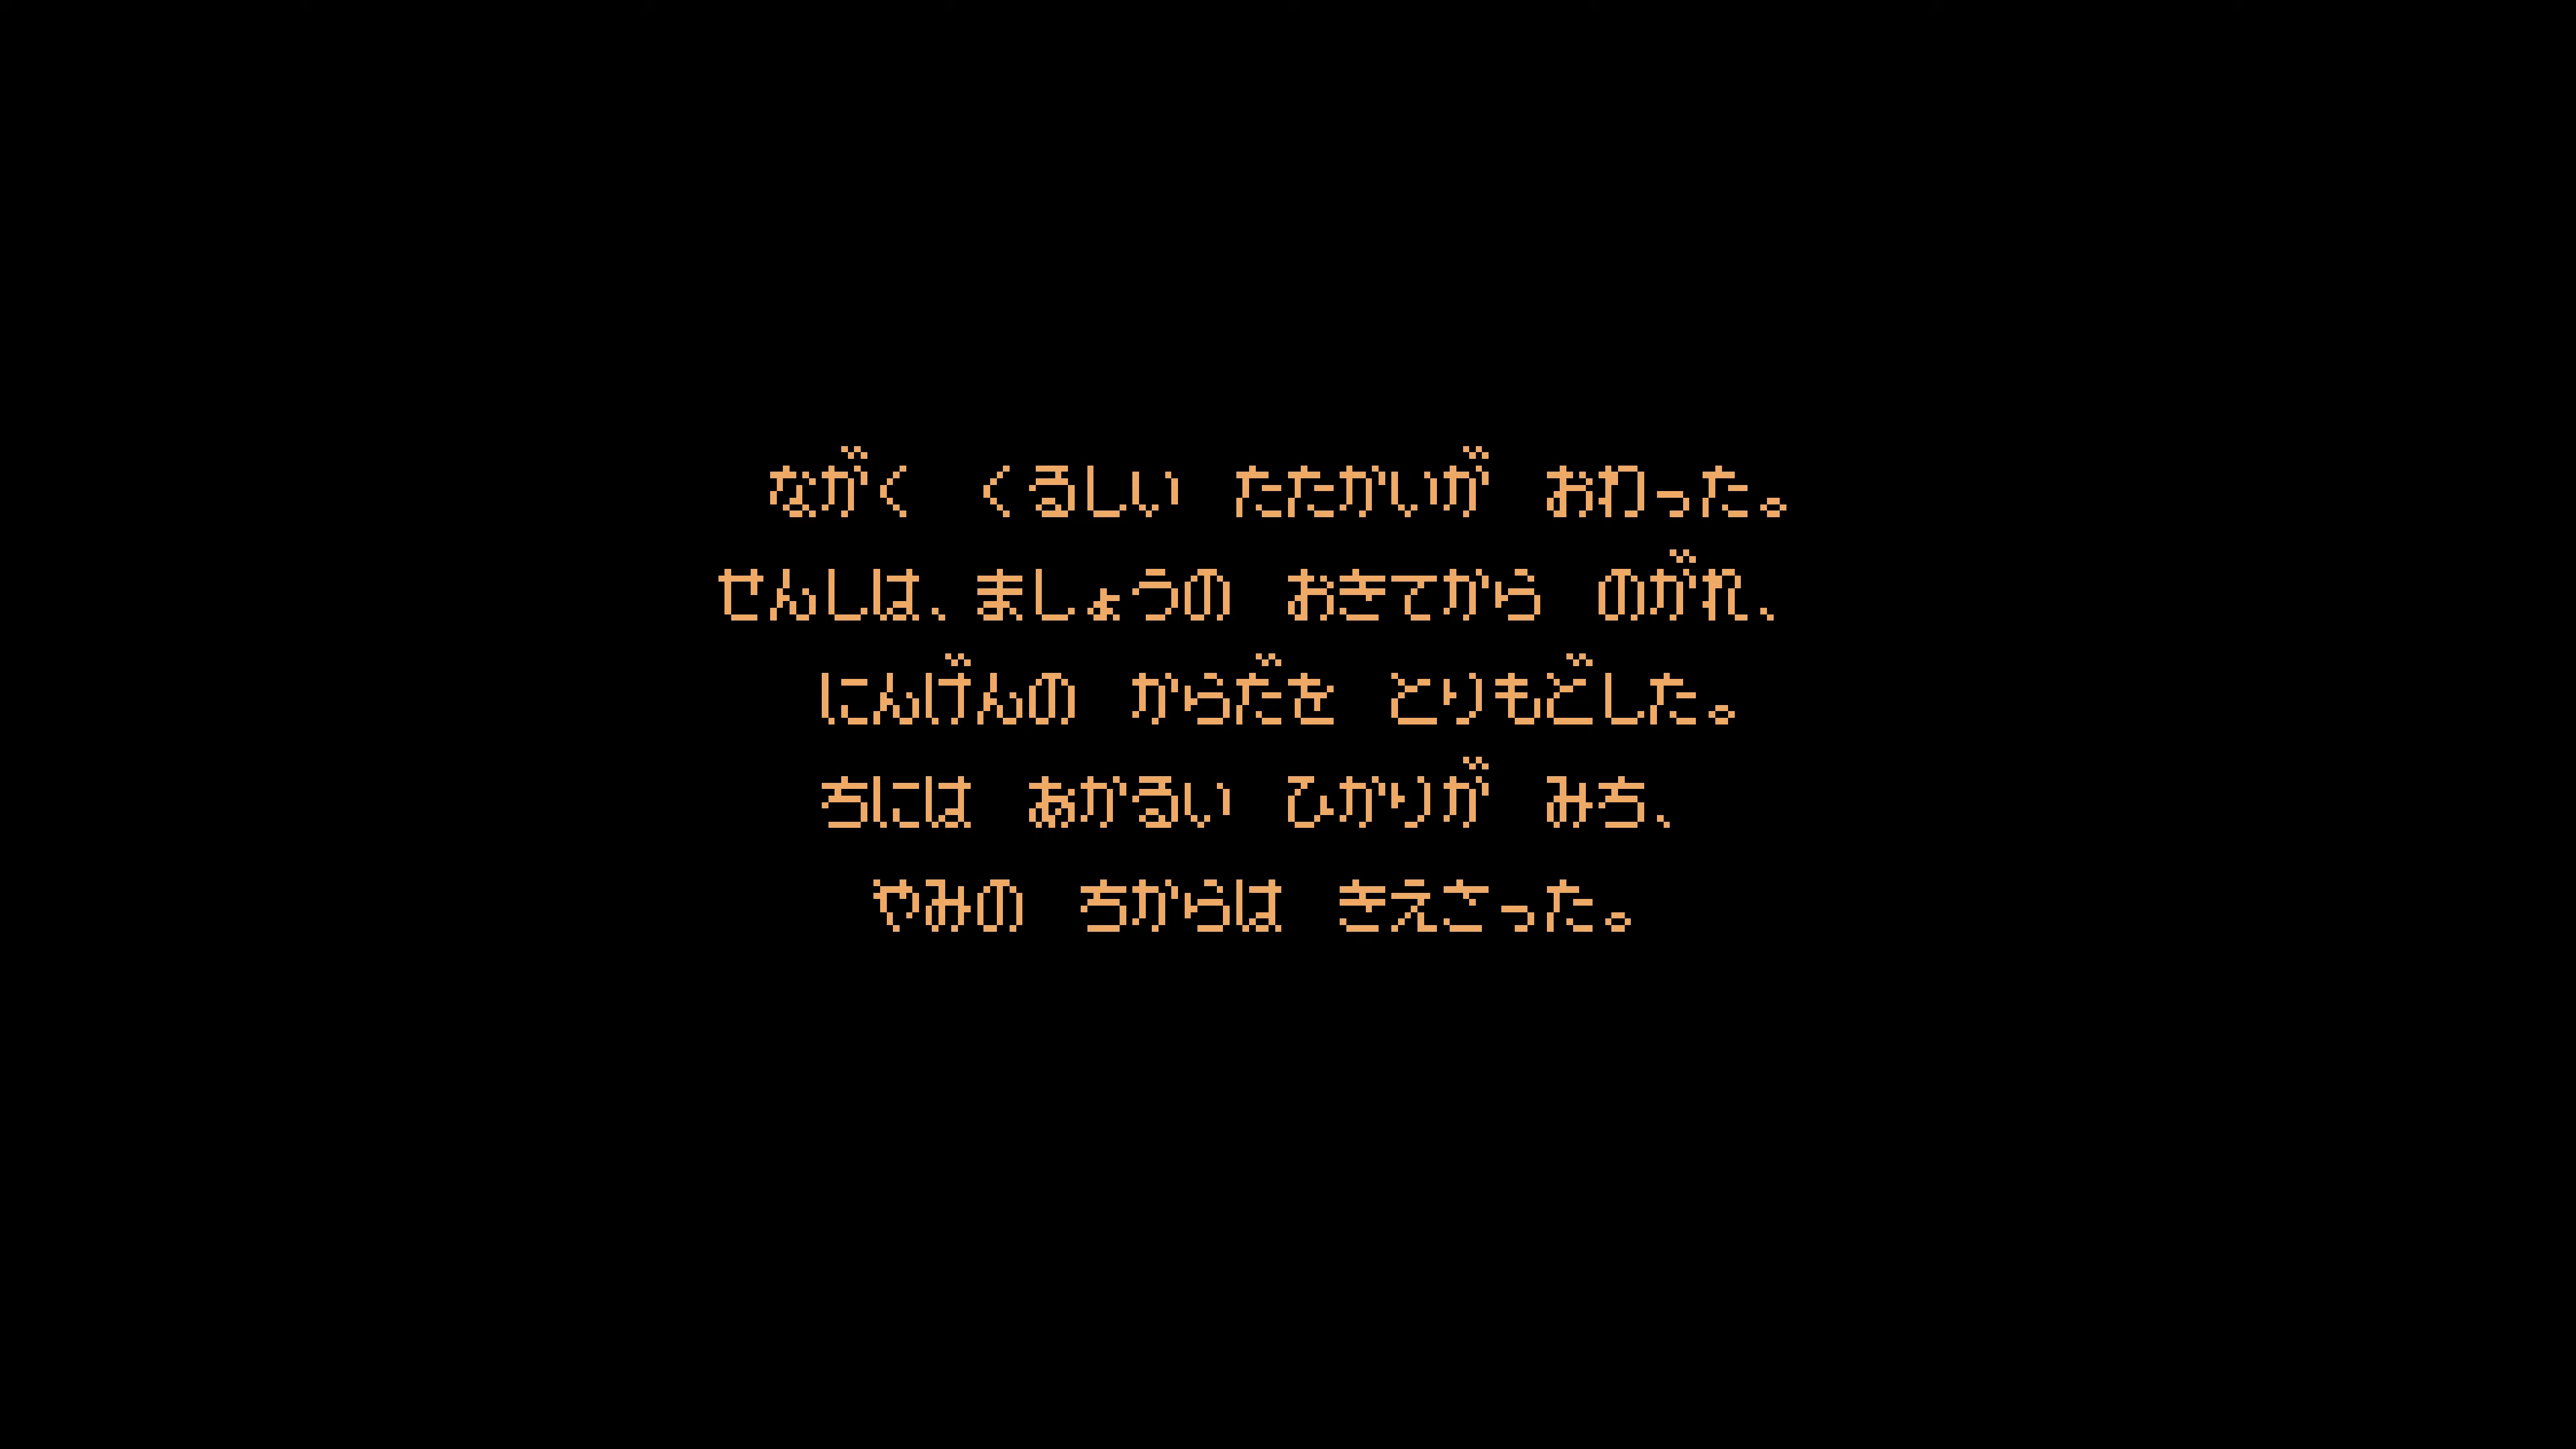 ながく くるしい たたかいが おわった。
せんしは、ましょうの おきてから のがれ、
にんげんの からだを とりもどした。
ちには あかるい ひかりが みち、
やみの ちからは きえさった。